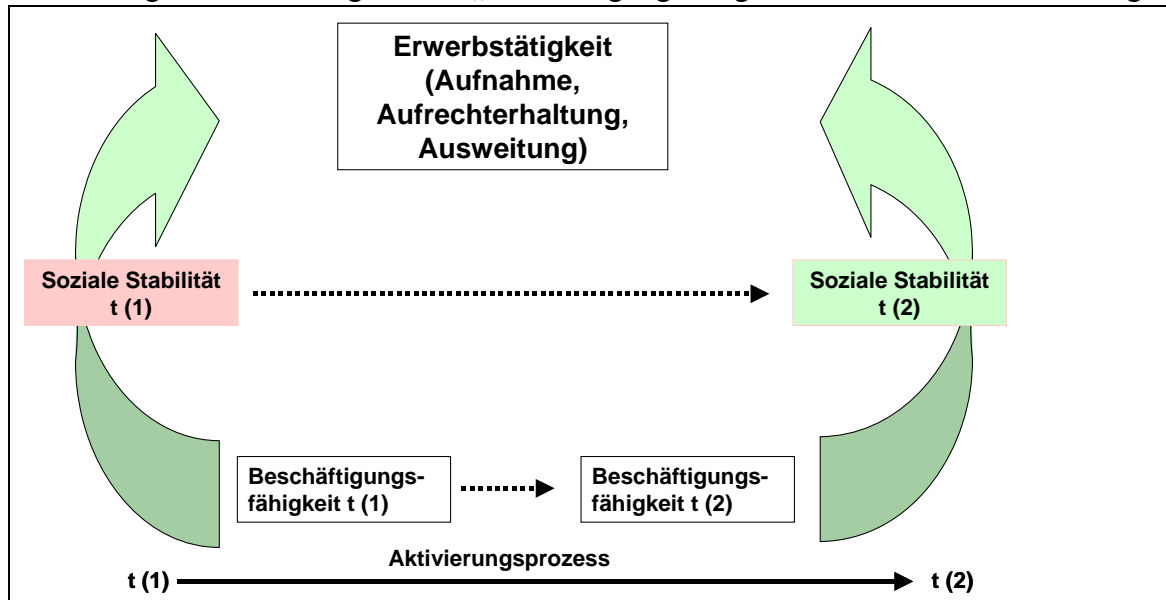 Erwerbstätigkeit
(Aufnahme,
Aufrechterhaltung,
Ausweitung)
Soziale Stabilität
t (1)
Soziale Stabilität
t (2)
Beschäftigungs-
fähigkeit t (1)
Beschäftigungs-
fähigkeit t (2)
Aktivierungsprozess
t (1)
t (2)